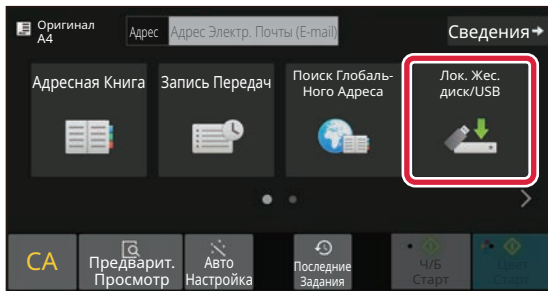 Оригинал
A4
Адрес
Адрес Электр. Почты (E-mail)
Сведения
Адресная Книга
Запись Передач
Поиск Глобаль-
Ного Адреса
Лок. Жес.
диск/USB
CA
Предварит.
Просмотр
Авто
Настройка
Последние
Задания
Ч/Б
Старт
Цвет
Старт